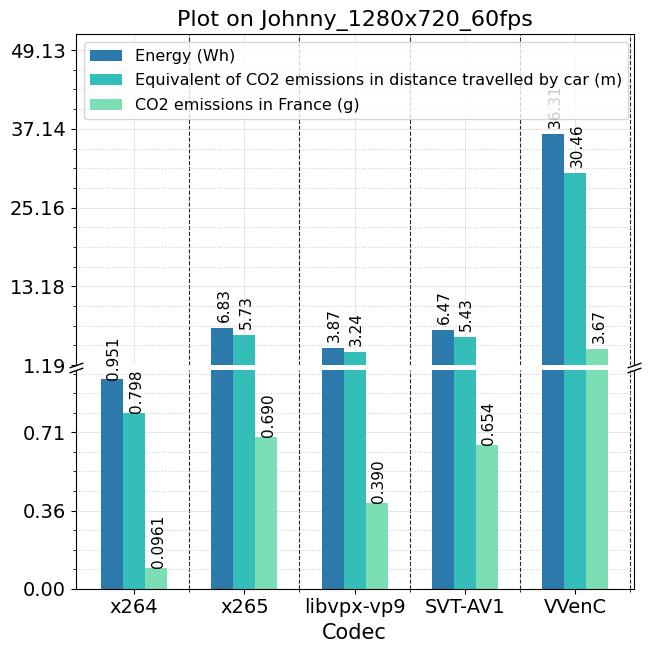 Plot on Johnny_1280x720_60fps
Energy (Wh)
Equivalent of CO2 emissions in distance travelled by car (m)
CO2 emissions in France (g)
49.13
37.14
25.16
13.18
1.19
0.71
0.36
0.00
0.951
0.798
0.0961
6.83
5.73
0.690
3.87
3.24
0.390
6.47
5.43
0.654
36.31
30.46
3.67
x264
x265
libvpx-vp9
SVT-AV1
VVenC
Codec